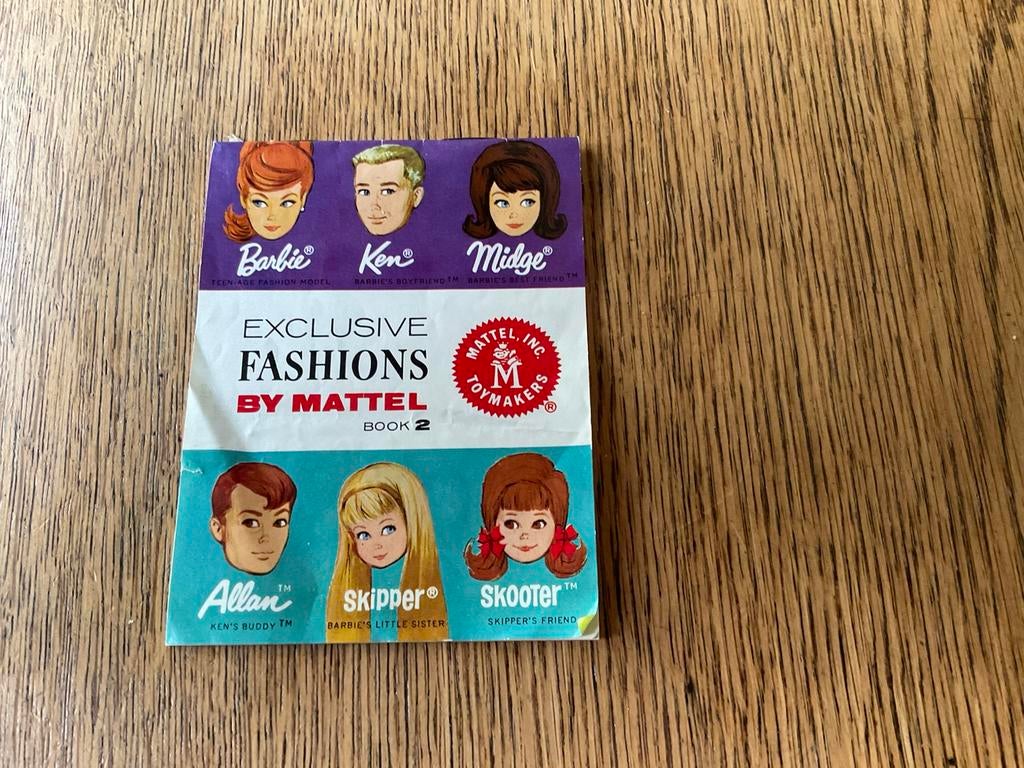 Barbie® Ken® Midge®
TEEN-AGE FASHION MODEL BARBIE'S BOYFRIEND™ BARBIE'S BEST FRIEND™
EXCLUSIVE
FASHIONS
BY MATTEL
BOOK 2
MATTEL, INC.
M
TOYMAKERS
®
Allan™ SKipper® SKOOTER™
KEN'S BUDDY™ BARBIE'S LITTLE SISTER SKIPPER'S FRIEND